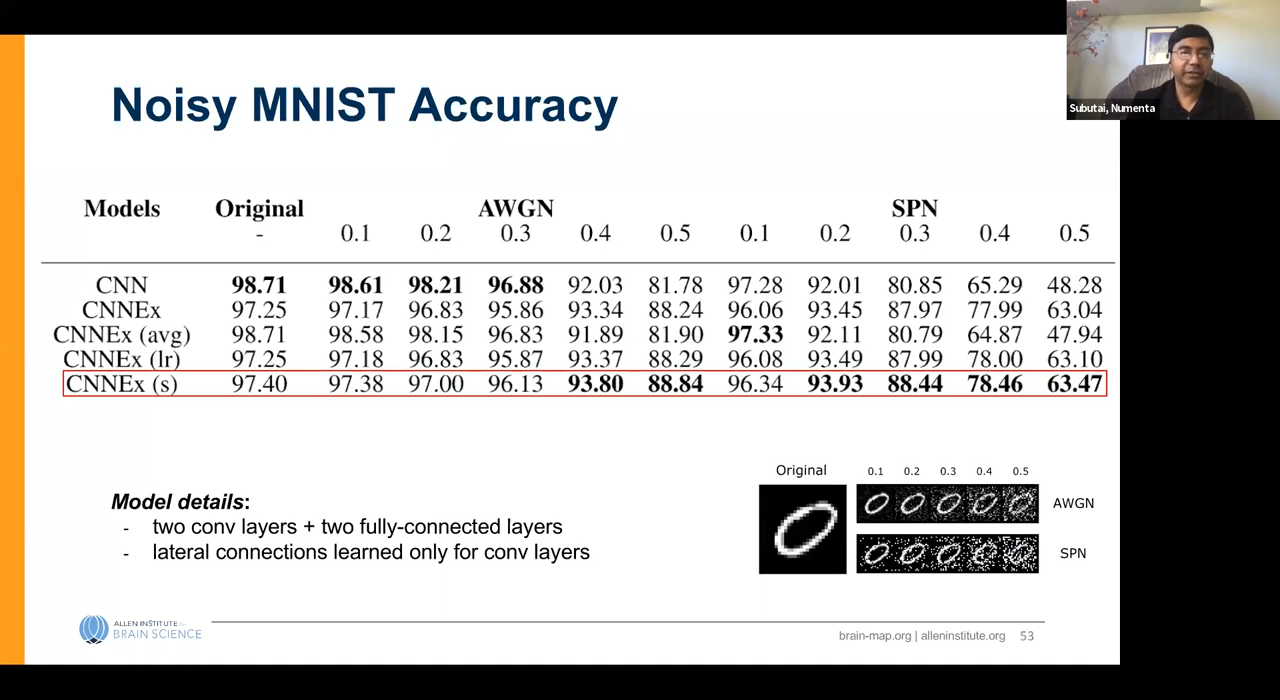 Subutai, Numenta
Noisy MNIST Accuracy
Models Original AWGN SPN
- 0.1 0.2 0.3 0.4 0.5 0.1 0.2 0.3 0.4 0.5
CNN 98.71 98.61 98.21 96.88 92.03 81.78 97.28 92.01 80.85 65.29 48.28
CNNEx 97.25 97.17 96.83 95.86 93.34 88.24 96.06 93.45 87.97 77.99 63.04
CNNEx (avg) 98.71 98.58 98.15 96.83 91.89 81.90 97.33 92.11 80.79 64.87 47.94
CNNEx (lr) 97.25 97.18 96.83 95.87 93.37 88.29 96.08 93.49 87.99 78.00 63.10
CNNEx (s) 97.40 97.38 97.00 96.13 93.80 88.84 96.34 93.93 88.44 78.46 63.47
Model details:
- two conv layers + two fully-connected layers
- lateral connections learned only for conv layers
Original 0.1 0.2 0.3 0.4 0.5
AWGN
SPN
ALLEN INSTITUTE for
BRAIN SCIENCE
brain-map.org | alleninstitute.org 53